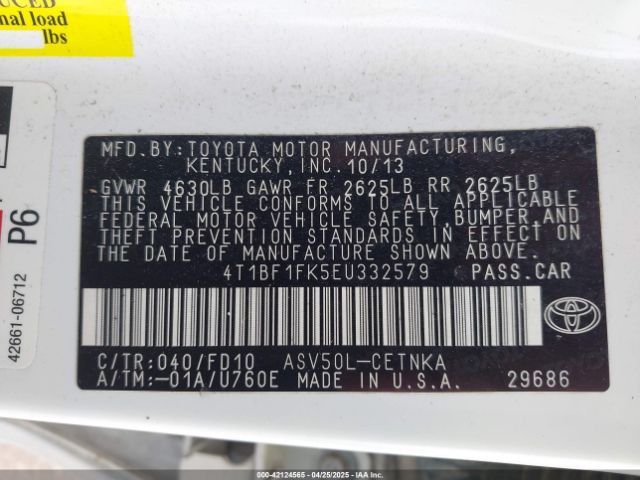 nal load
lbs
P6
42661-06712
MFD.BY:TOYOTA MOTOR MANUFACTURING,
KENTUCKY,INC.10/13
GVWR 4630LB GAWR FR 2625LB RR 2625LB
THIS VEHICLE CONFORMS TO ALL APPLICABLE
FEDERAL MOTOR VEHICLE SAFETY,BUMPER,AND
THEFT PREVENTION STANDARDS IN EFFECT ON
THE DATE OF MANUFACTURE SHOWN ABOVE.
4T1BF1FK5EU332579 PASS.CAR
C/TR:040/FD10 ASV50L-CETNKA
A/TM:-01A/U760E MADE IN U.S.A. 29686
TOYOTA
000-42124565 - 04/25/2025 - IAAI.COM